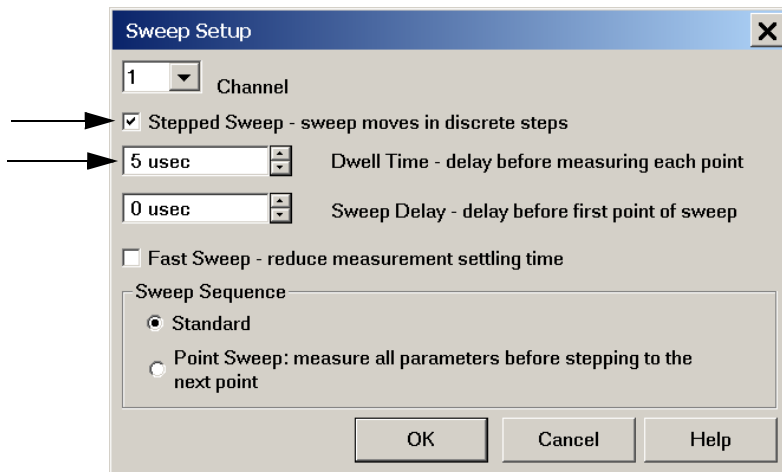 Sweep Setup
1
Channel
Stepped Sweep - sweep moves in discrete steps
5 usec
Dwell Time - delay before measuring each point
0 usec
Sweep Delay - delay before first point of sweep
Fast Sweep - reduce measurement settling time
Sweep Sequence
Standard
Point Sweep: measure all parameters before stepping to the
next point
OK
Cancel
Help